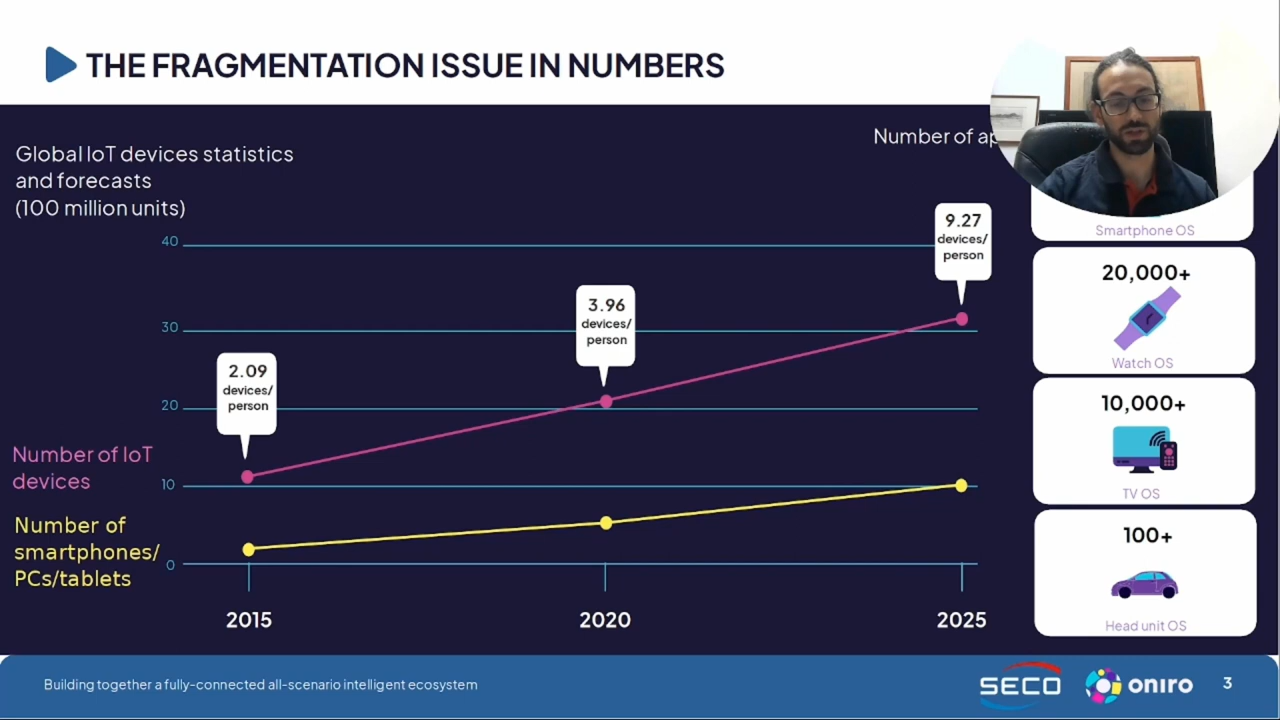 THE FRAGMENTATION ISSUE IN NUMBERS
Global IoT devices statistics
and forecasts
(100 million units)
Number of
40
30
20
10
0
2.09
devices/
person
3.96
devices/
person
9.27
devices/
person
Number of IoT
devices
Number of
smartphones/
PCs/tablets
2015
2020
2025
Smartphone OS
20,000+
Watch OS
10,000+
TV OS
100+
Head unit OS
Building together a fully-connected all-scenario intelligent ecosystem
SECO
oniro
3